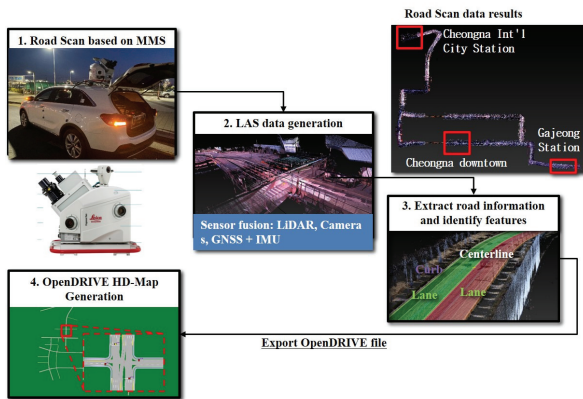 Road Scan data results
1. Road Scan based on MMS
Cheongna Int'l
City Station
2. LAS data generation
Gajeong
Station
Cheongna downtown
Sensor fusion: LiDAR, Camera
s, GNSS + IMU
3. Extract road information
and identify features
Centerline
Curb
Lane
Lane
4. OpenDRIVE HD-Map
Generation
Export OpenDRIVE file
Leica